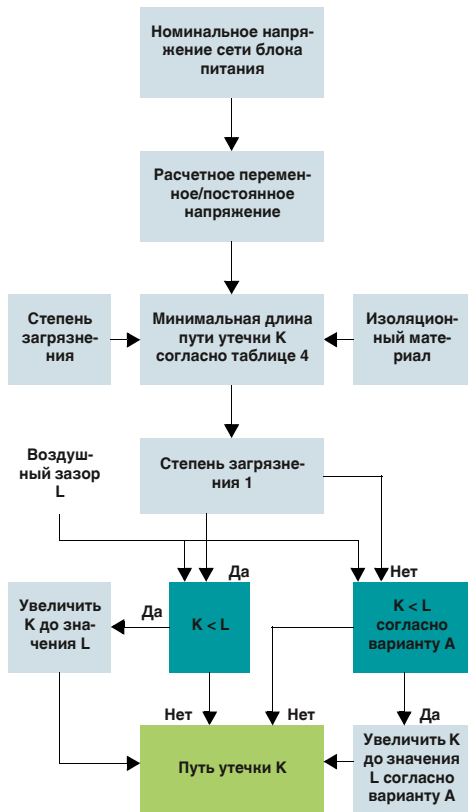 Номинальное напря-
жение сети блока
питания
Расчетное перемен-
ное/постоянное
напряжение
Степень
загрязне-
ния
Минимальная длина
пути утечки K
согласно таблице 4
Изоляцион-
ный мате-
риал
Воздуш-
ный зазор
L
Степень загрязне-
ния 1
Да
Нет
Увеличить
K до зна-
чения L
Да
K < L
K < L
согласно
варианту A
Нет
Нет
Да
Путь утечки K
Увеличить K
до значения
L согласно
варианту A